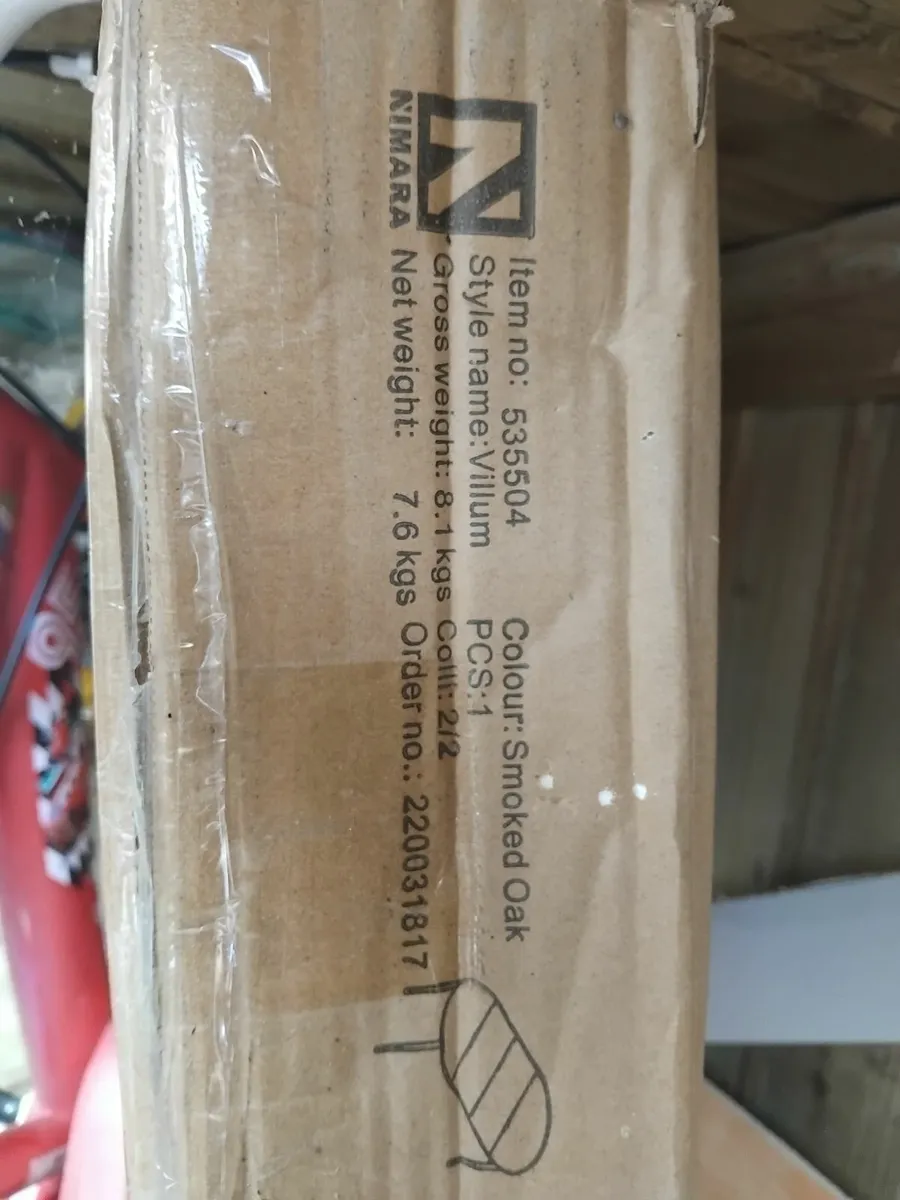 N
NIMARA
Item no: 535504 Colour: Smoked Oak
Style name:Villum PCS:1
Gross weight: 8.1 kgs Colli: 2/2
Net weight: 7.6 kgs Order no.: 220031817